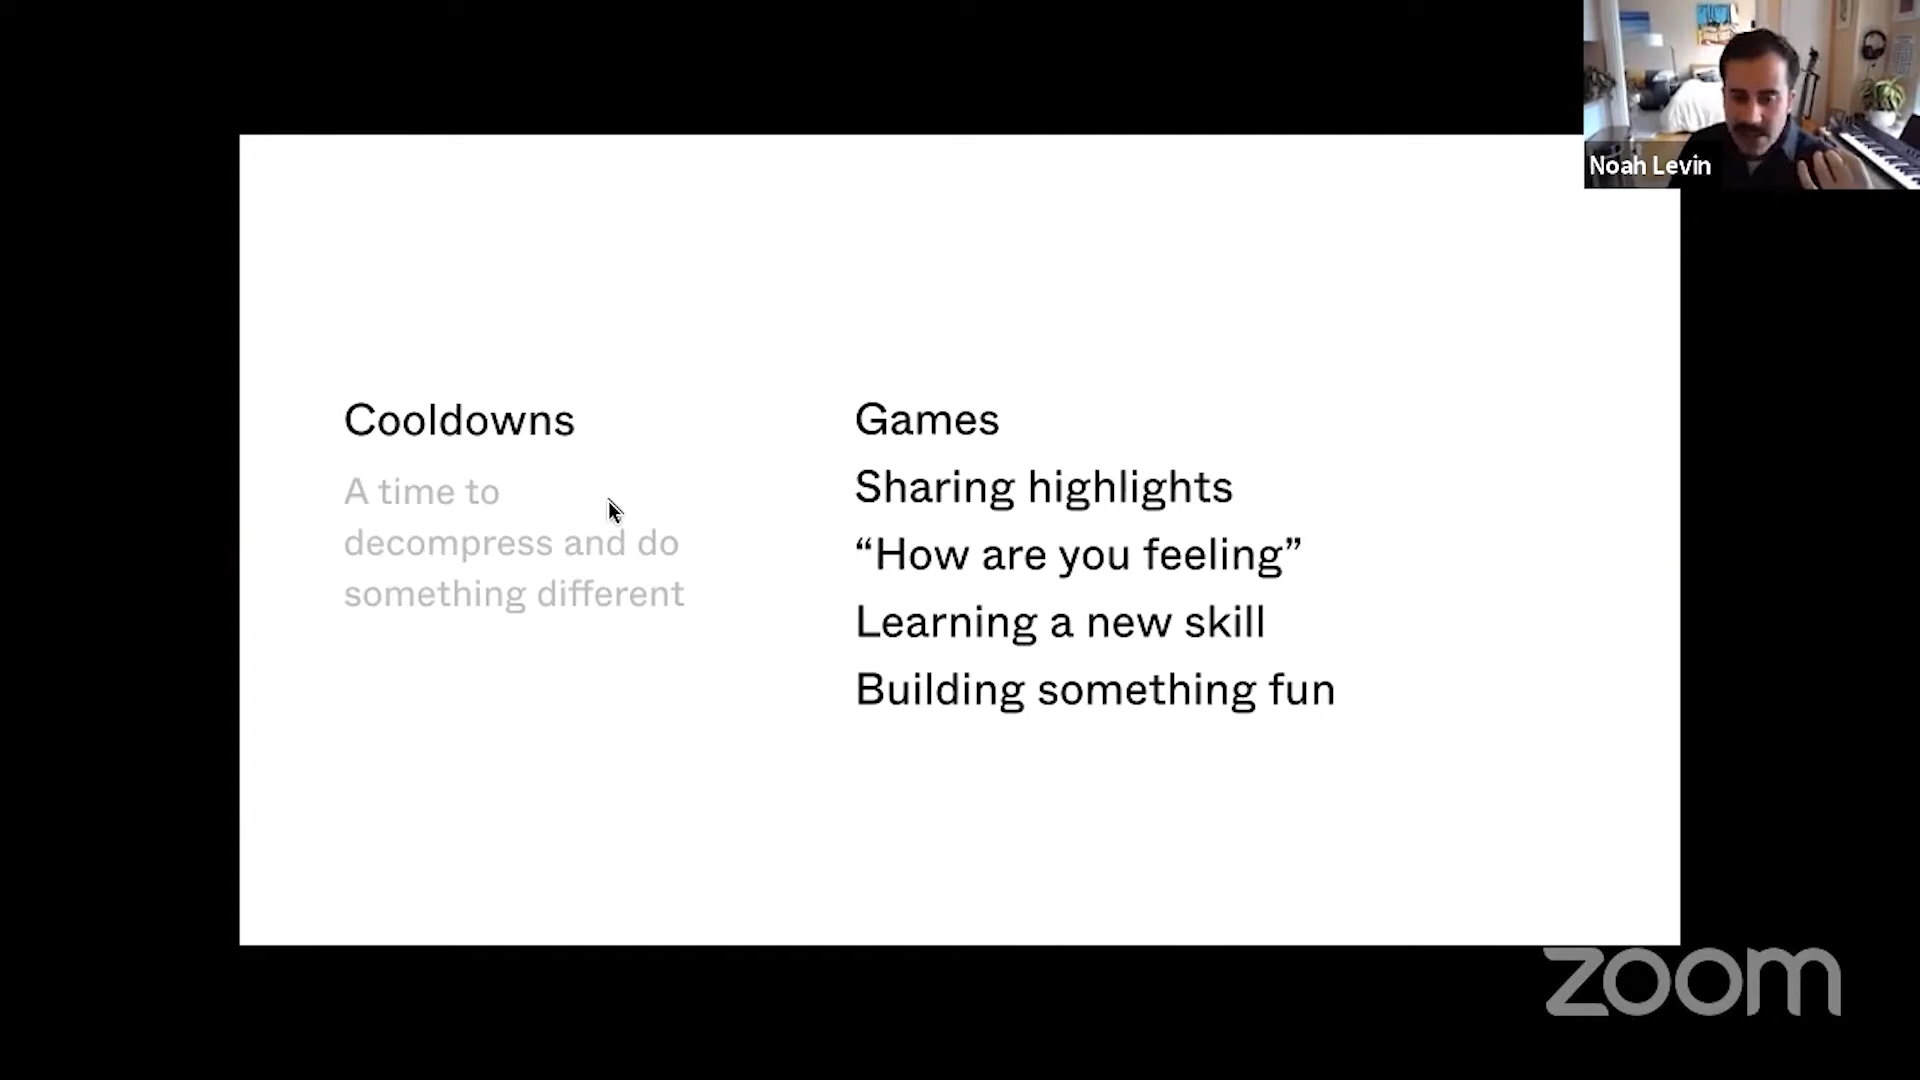 Noah Levin
Cooldowns
A time to
decompress and do
something different
Games
Sharing highlights
“How are you feeling”
Learning a new skill
Building something fun
zoom